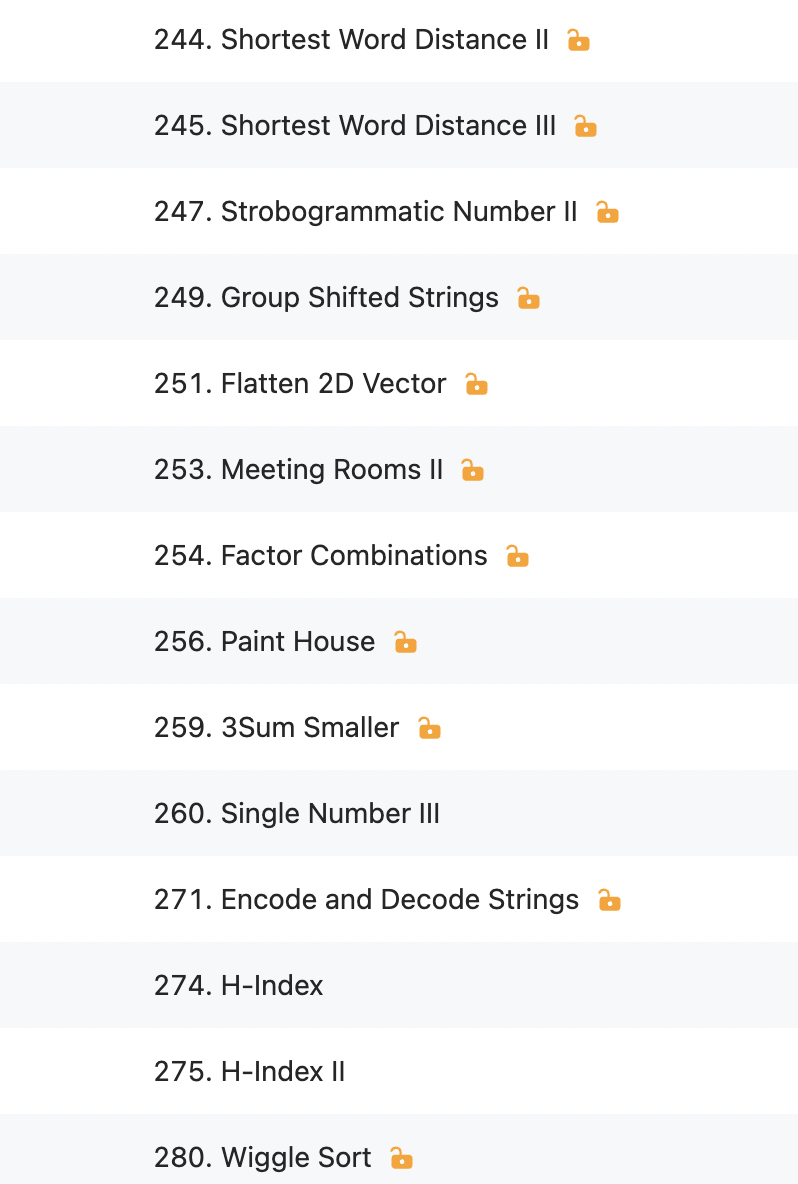 244. Shortest Word Distance II
245. Shortest Word Distance III
247. Strobogrammatic Number II
249. Group Shifted Strings
251. Flatten 2D Vector
253. Meeting Rooms II
254. Factor Combinations
256. Paint House
259. 3Sum Smaller
260. Single Number III
271. Encode and Decode Strings
274. H-Index
275. H-Index II
280. Wiggle Sort